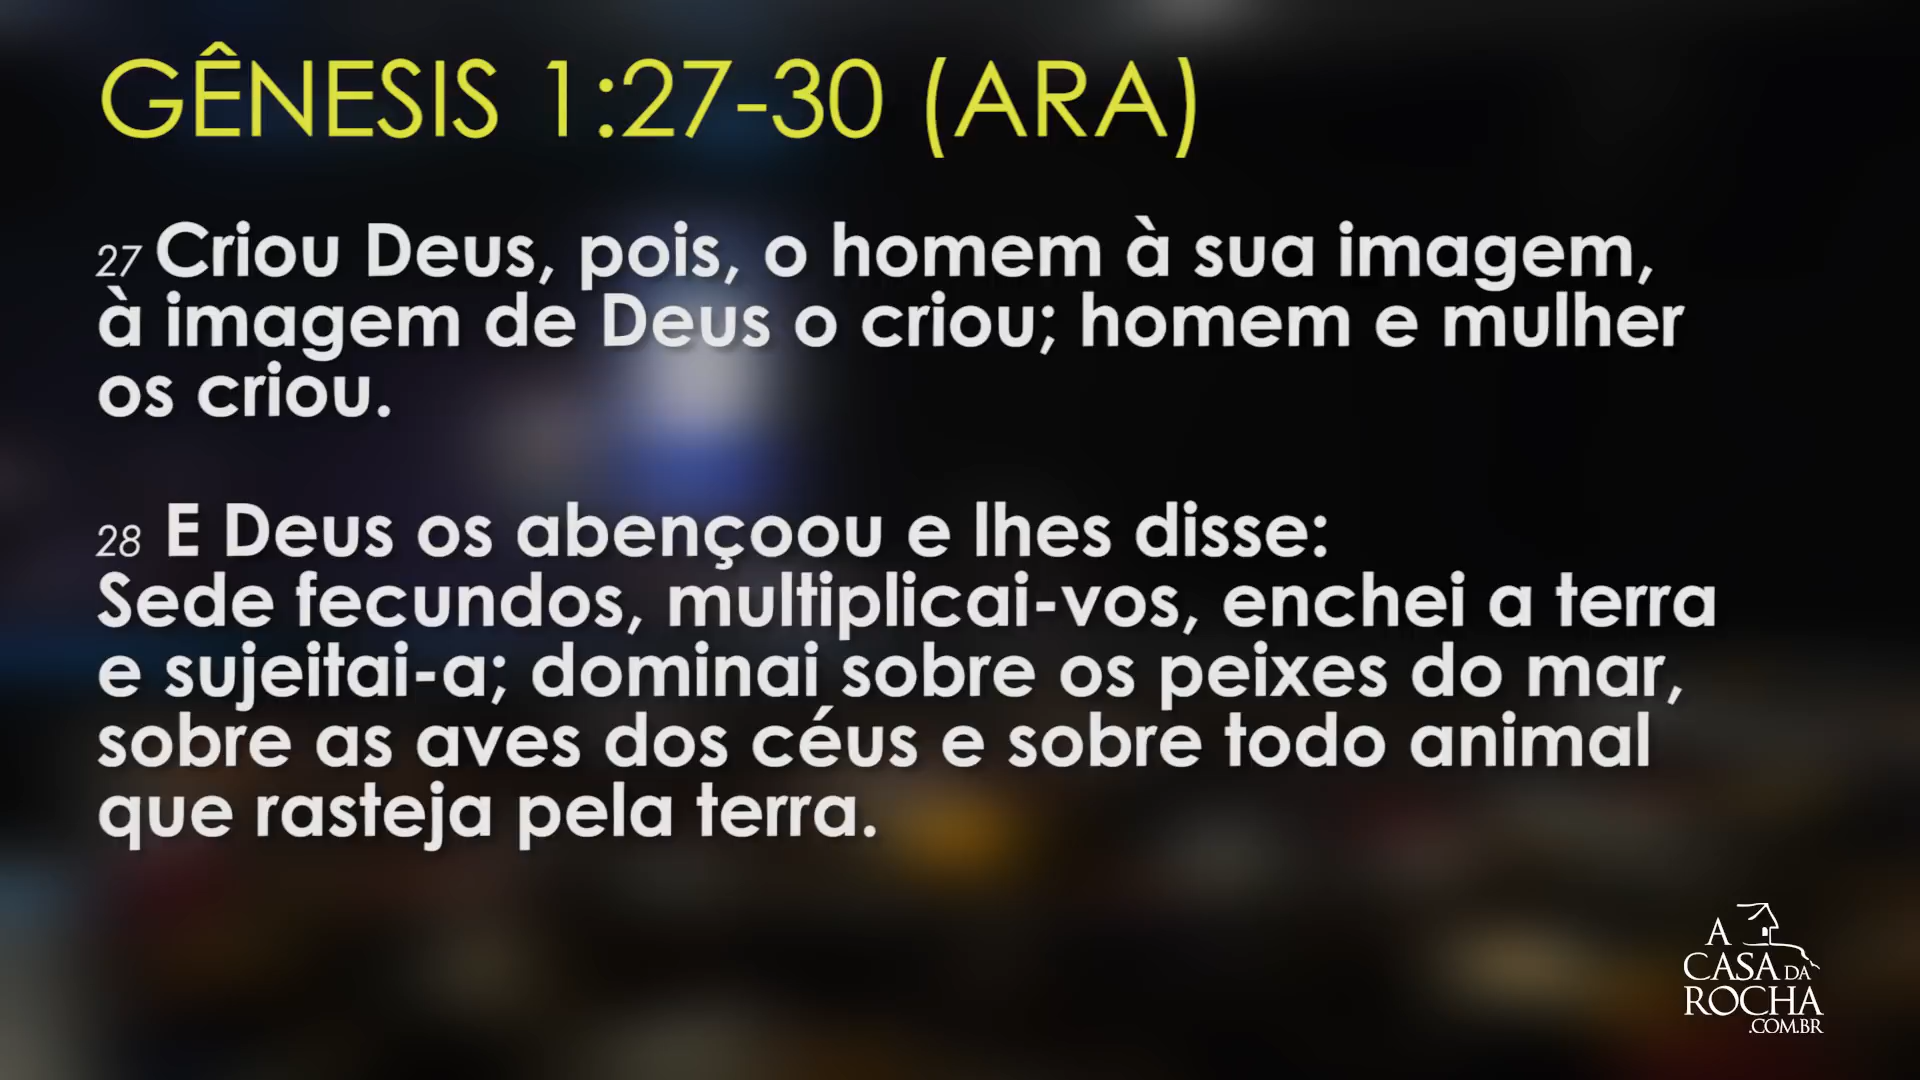 GÊNESIS 1:27-30 (ARA)
27 Criou Deus, pois, o homem à sua imagem,
à imagem de Deus o criou; homem e mulher
os criou.
28 E Deus os abençoou e lhes disse:
Sede fecundos, multiplicai-vos, enchei a terra
e sujeitai-a; dominai sobre os peixes do mar,
sobre as aves dos céus e sobre todo animal
que rasteja pela terra.
A
CASA DA
ROCHA
.COM.BR